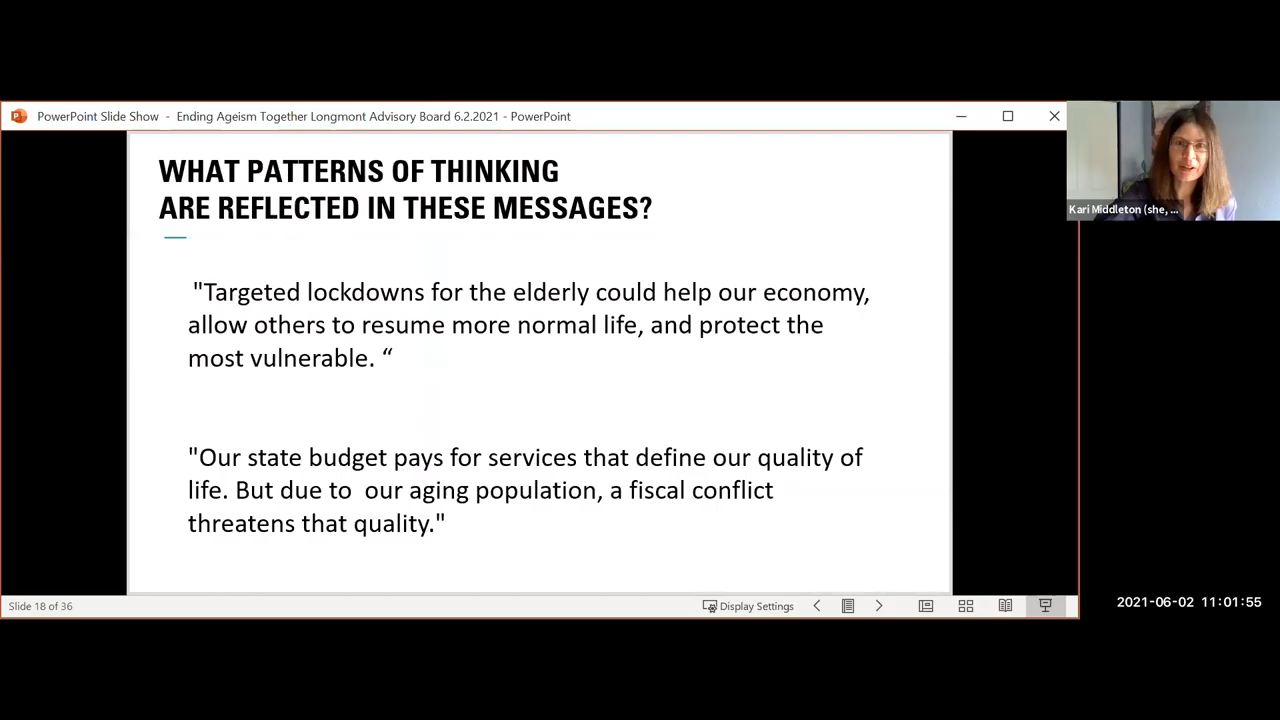 PowerPoint Slide Show - Ending Ageism Together Longmont Advisory Board 6.2.2021 - PowerPoint
WHAT PATTERNS OF THINKING
ARE REFLECTED IN THESE MESSAGES?
"Targeted lockdowns for the elderly could help our economy,
allow others to resume more normal life, and protect the
most vulnerable. “
"Our state budget pays for services that define our quality of
life. But due to  our aging population, a fiscal conflict
threatens that quality."
Kari Middleton (she, ...
Slide 18 of 36
Display Settings
2021-06-02 11:01:55